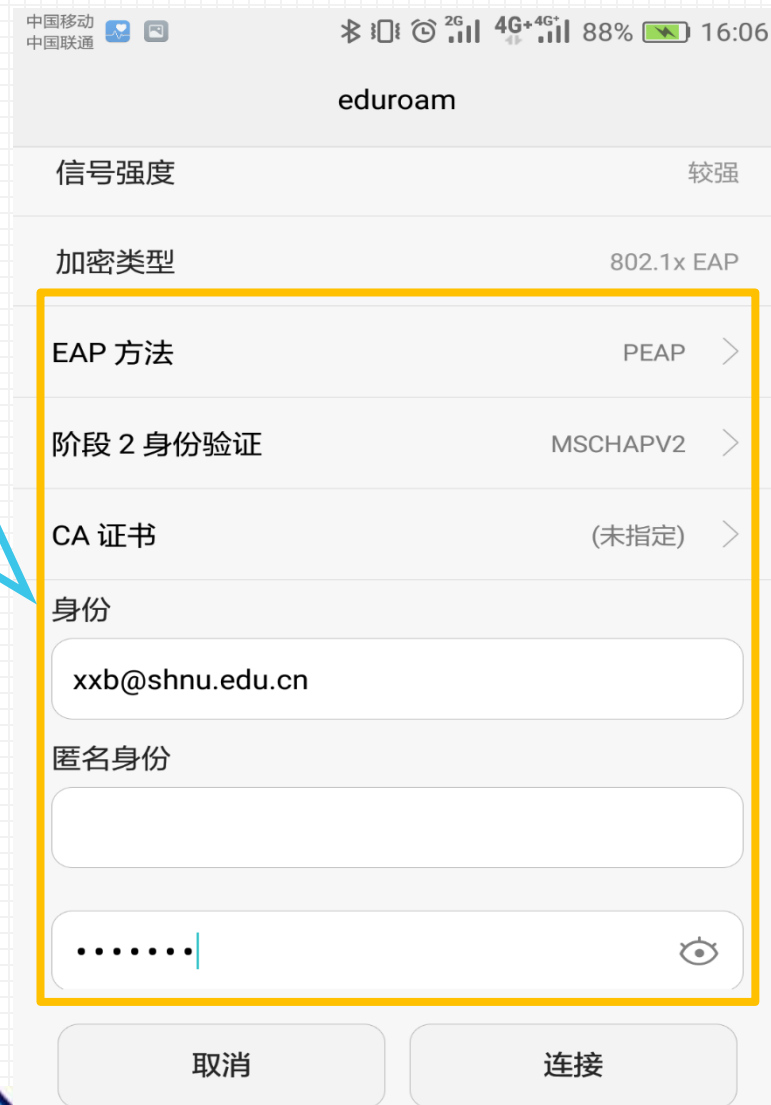 中国移动
中国联通
2G 4G+ 4G+ 88% 16:06
eduroam
信号强度 较强
加密类型 802.1x EAP
EAP 方法 PEAP
阶段 2 身份验证 MSCHAPV2
CA 证书 (未指定)
身份
xxb@shnu.edu.cn
匿名身份
•••••••
取消 连接